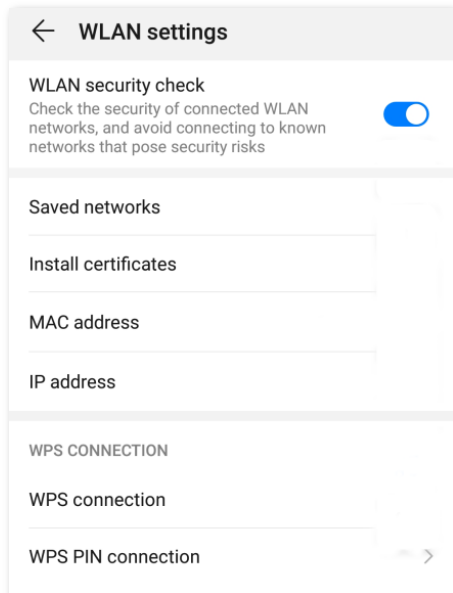 WLAN settings
WLAN security check
Check the security of connected WLAN
networks, and avoid connecting to known
networks that pose security risks
Saved networks
Install certificates
MAC address
IP address
WPS CONNECTION
WPS connection
WPS PIN connection